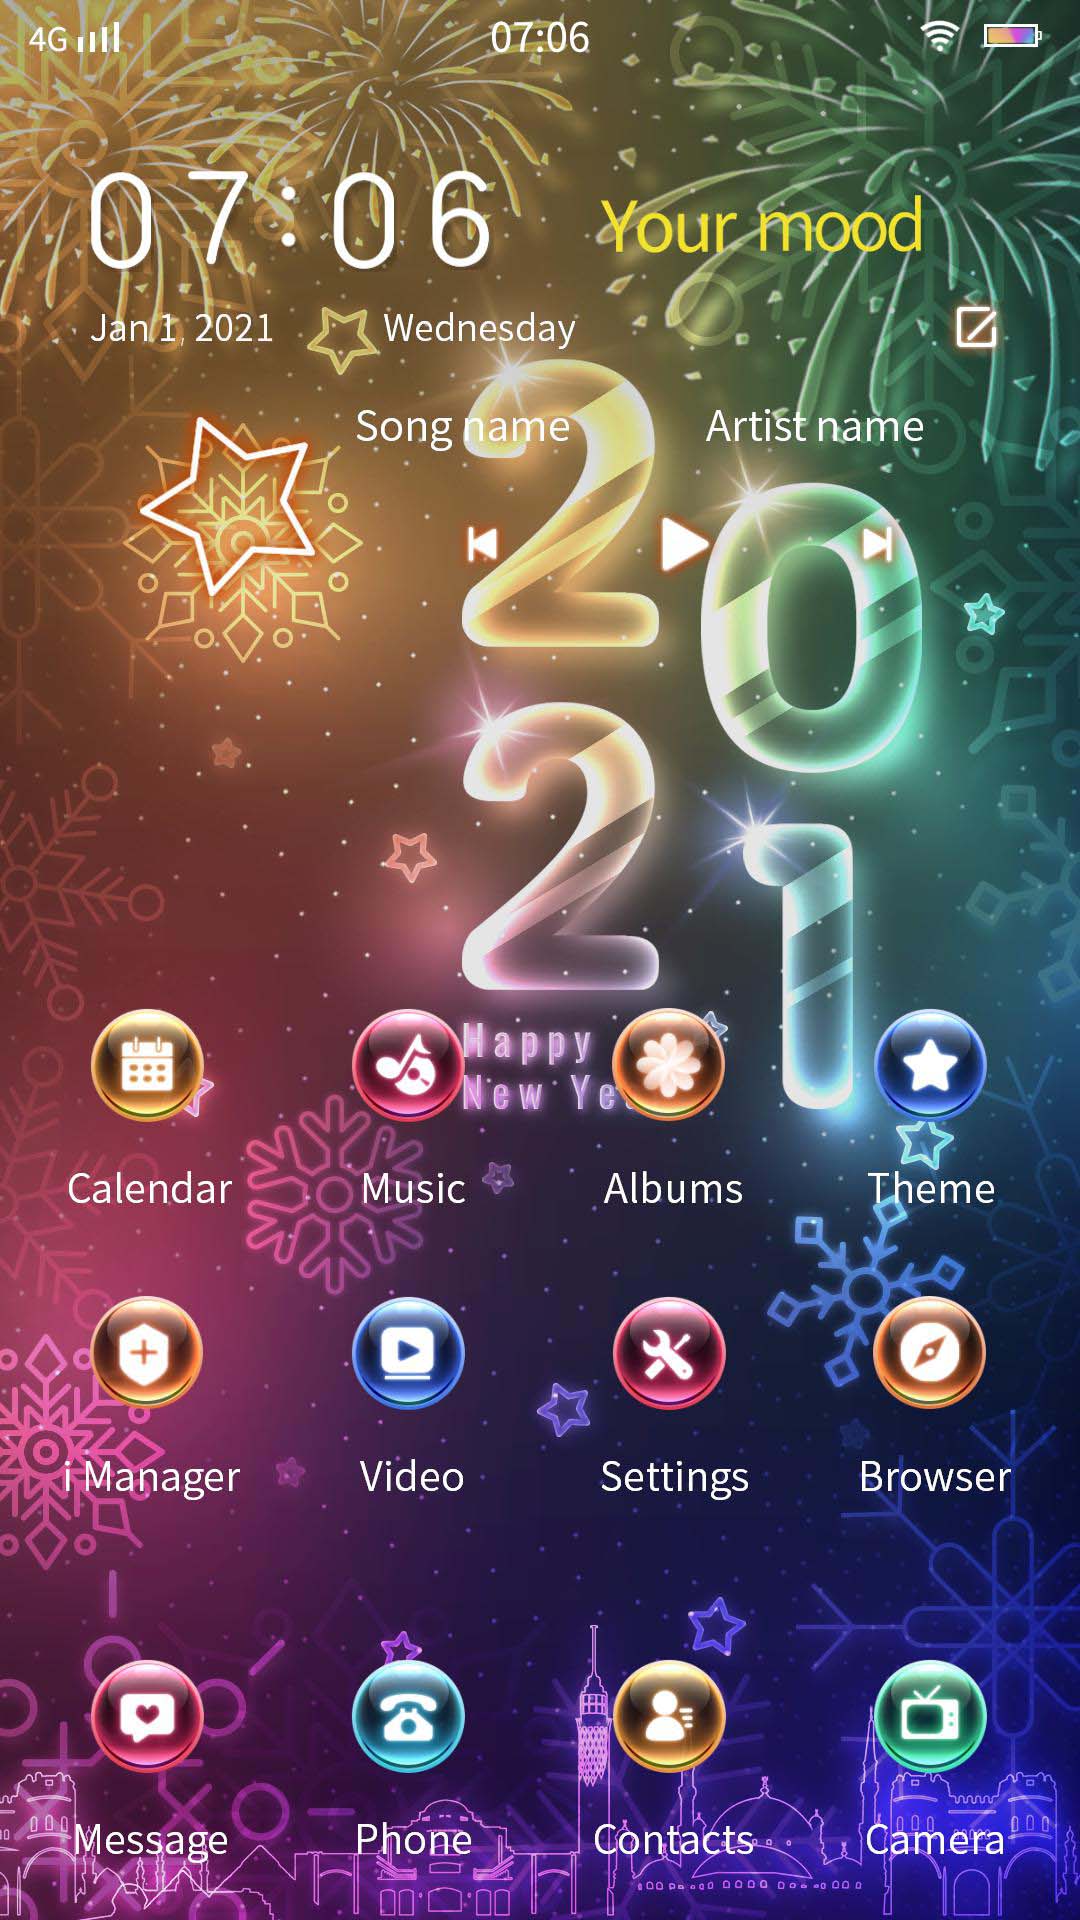 4G 07:06
07:06 Your mood
Jan 1, 2021 Wednesday
Song name Artist name
2021
Happy
New Ye
Calendar Music Albums Theme
i Manager Video Settings Browser
Message Phone Contacts Camera